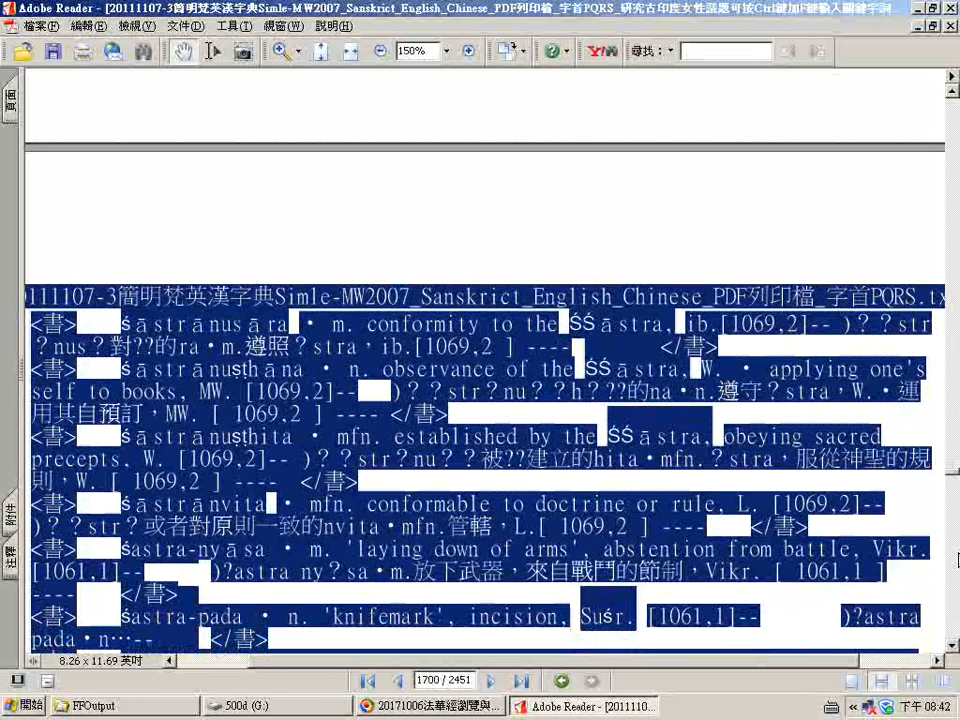 Adobe Reader - [20111107-3簡明梵英漢字典Simle-MW2007_Sanskrict_English_Chinese_PDF列印檔_字首PQRS_研究古印度女性議題可按Ctrl鍵加F鍵輸入關鍵字詞
檔案(F) 編輯(E) 檢視(V) 文件(D) 工具(T) 視窗(W) 說明(H)
150% Y! 尋找:
頁面
附件
註釋
0111107-3簡明梵英漢字典Simle-MW2007_Sanskrict_English_Chinese_PDF列印檔_字首PQRS.tx
<書> śāstrānusāra • m. conformity to the ŚŚāstra, ib.[1069,2]-- )??str
?nus?對??的ra•m.遵照?stra,ib.[1069,2 ] ---- </書>
<書> śāstrānuṣṭhāna • n. observance of the ŚŚāstra, W. • applying one's
self to books, MW. [1069,2]-- )??str?nu??h???的na•n.遵守?stra,W.•運
用其自預訂,MW. [ 1069,2 ] ---- </書>
<書> śāstrānuṣṭhita • mfn. established by the ŚŚāstra, obeying sacred
precepts, W. [1069,2]-- )??str?nu??被??建立的hita•mfn.?stra,服從神聖的規
則,W. [ 1069,2 ] ---- </書>
<書> śāstrānvita • mfn. conformable to doctrine or rule, L. [1069,2]--
)??str?或者對原則一致的nvita•mfn.管轄,L.[ 1069,2 ] ---- </書>
<書> śastra-nyāsa • m. 'laying down of arms', abstention from battle, Vikr.
[1061,1]-- )?astra ny?sa•m.放下武器,來自戰鬥的節制,Vikr. [ 1061,1 ]
---- </書>
<書> śastra-pada • n. 'knifemark', incision, Suśr. [1061,1]-- )?astra
pada•n…-- </書>
8.26 x 11.69 英吋
1700 / 2451
開始 FFOutput 500d (G:) 20171006法華經瀏覽與... Adobe Reader - [2011110... « 下午 08:42